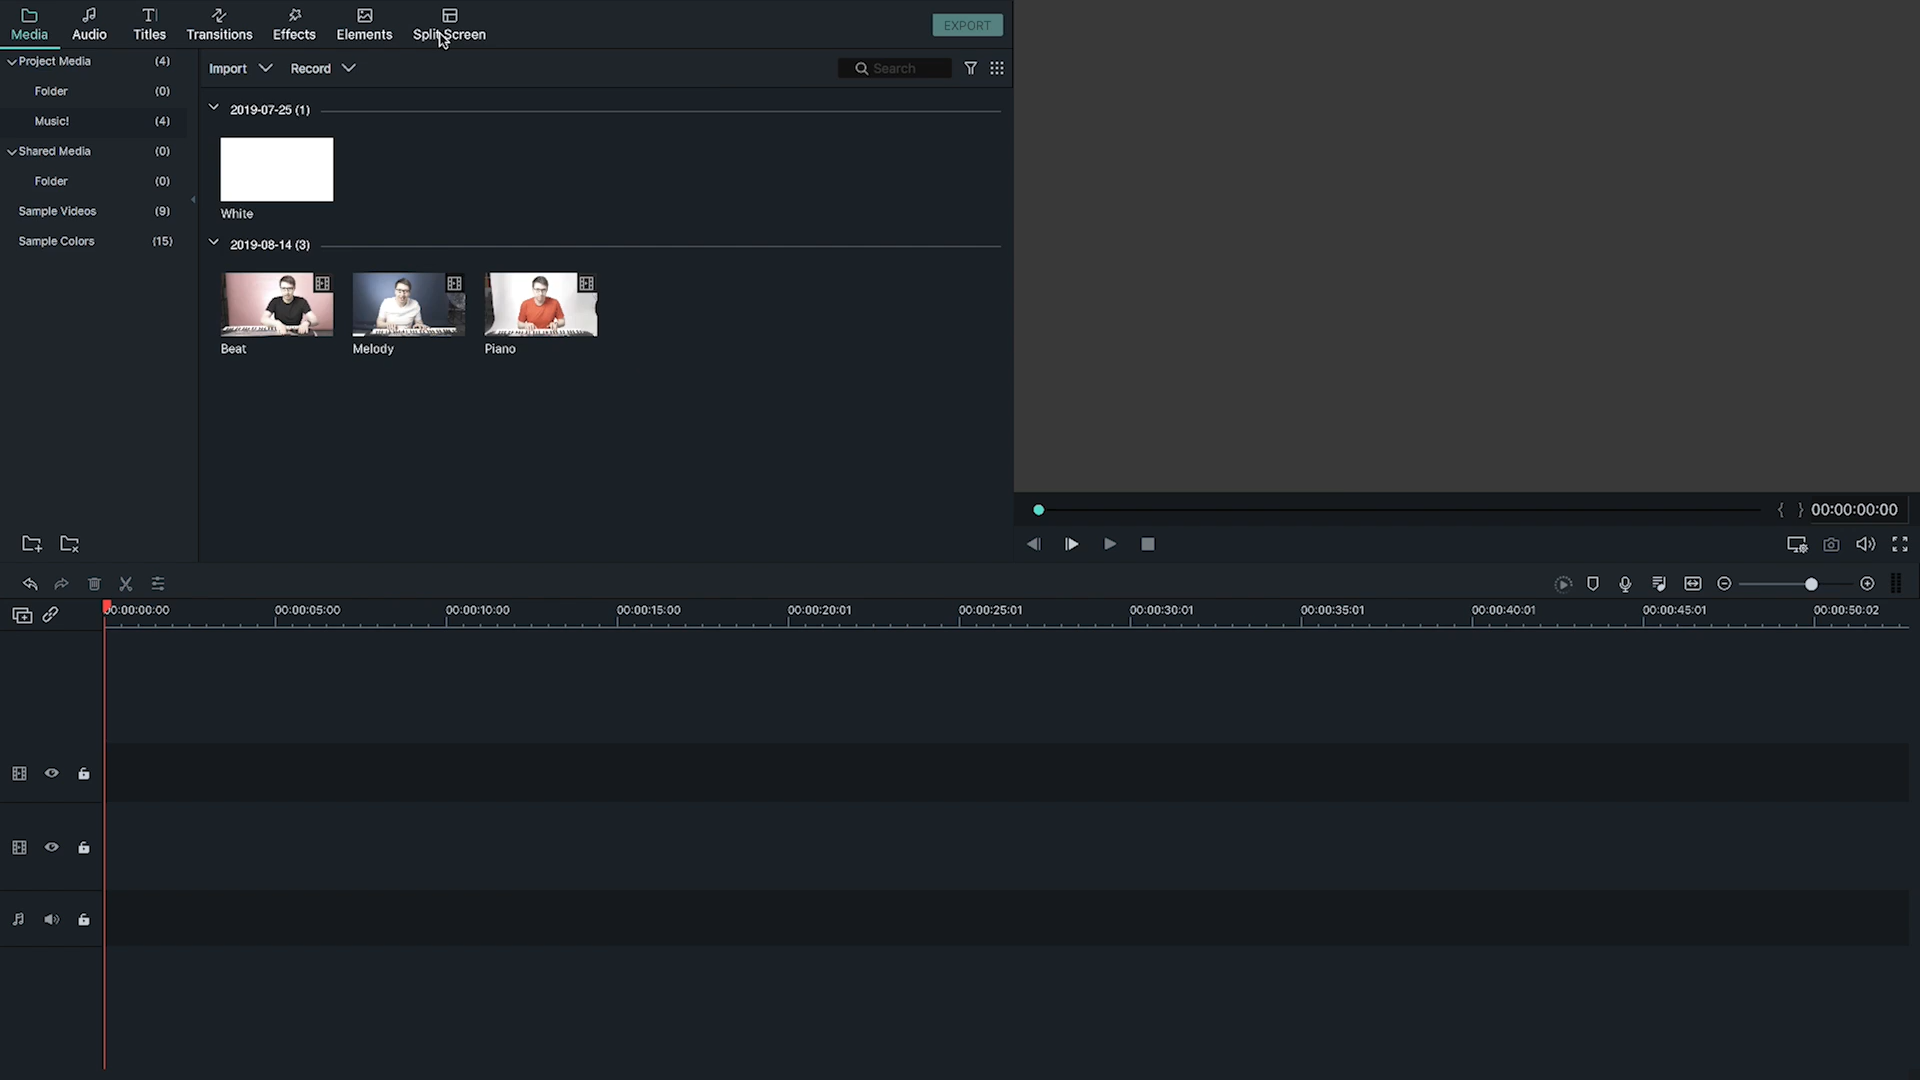 Media Audio Titles Transitions Effects Elements Split Screen EXPORT
Project Media (4)
Folder (0)
Music! (4)
Shared Media (0)
Folder (0)
Sample Videos (9)
Sample Colors (15)
Import Record Search
2019-07-25 (1)
White
2019-08-14 (3)
Beat Melody Piano
{ } 00:00:00:00
00:00:00:00 00:00:05:00 00:00:10:00 00:00:15:00 00:00:20:01 00:00:25:01 00:00:30:01 00:00:35:01 00:00:40:01 00:00:45:01 00:00:50:02